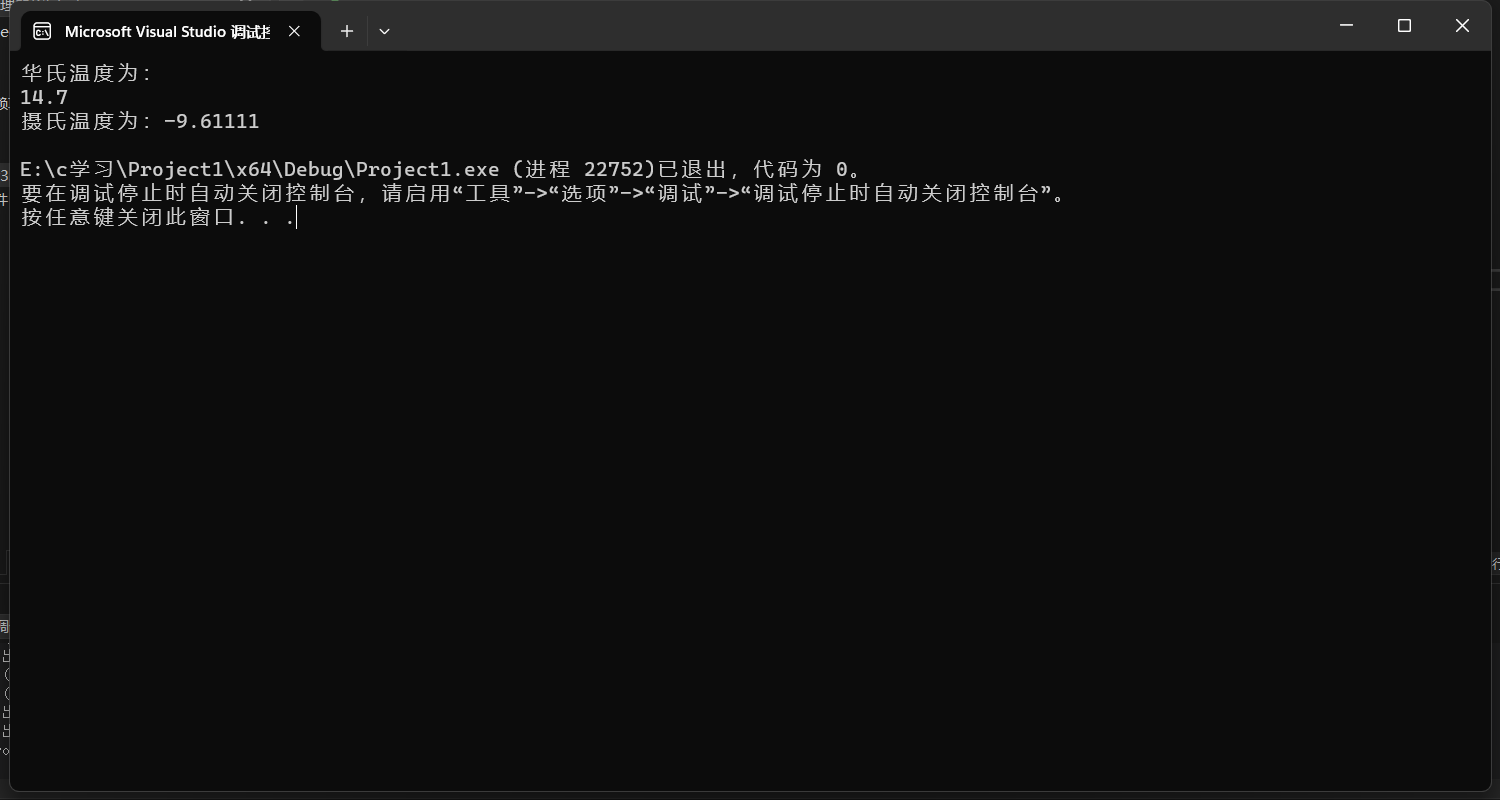 Microsoft Visual Studio 调试控
华氏温度为：
14.7
摄氏温度为：-9.61111
E:\c学习\Project1\x64\Debug\Project1.exe (进程 22752)已退出，代码为 0。
要在调试停止时自动关闭控制台，请启用“工具”->“选项”->“调试”->“调试停止时自动关闭控制台”。
按任意键关闭此窗口. . .